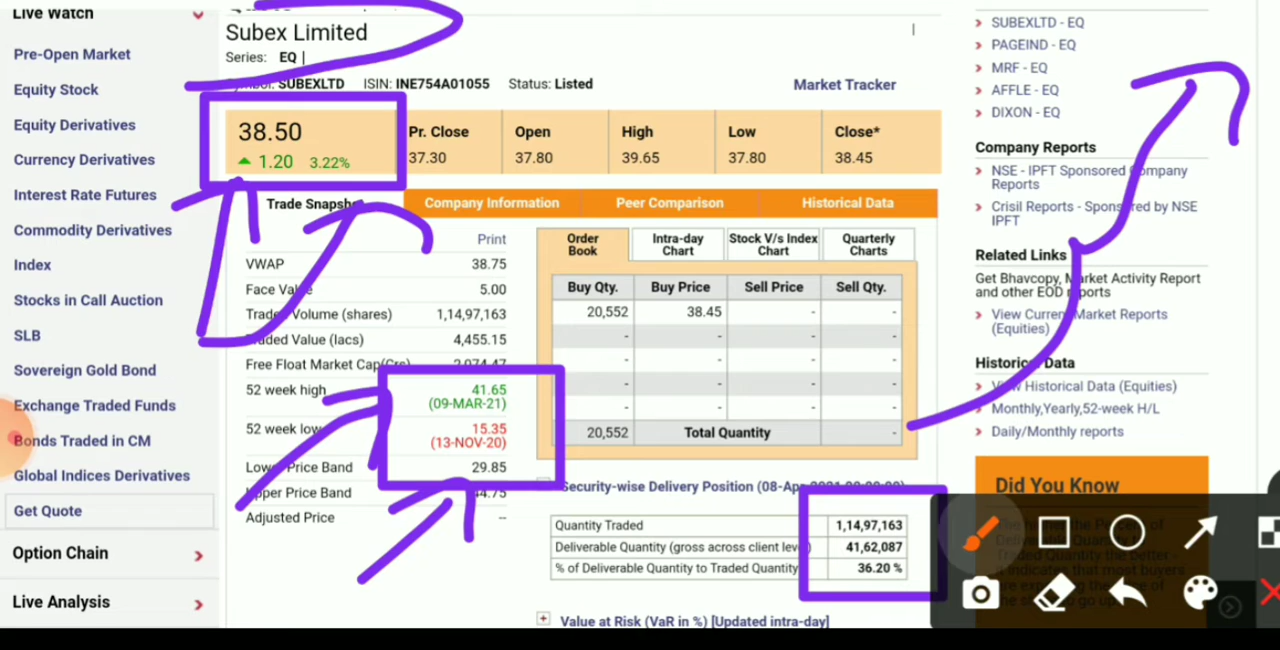 Live Watch
Pre-Open Market
Equity Stock
Equity Derivatives
Currency Derivatives
Interest Rate Futures
Commodity Derivatives
Index
Stocks in Call Auction
SLB
Sovereign Gold Bond
Exchange Traded Funds
Bonds Traded in CM
Global Indices Derivatives
Get Quote
Option Chain
Live Analysis
Subex Limited
Series: EQ |
SUBEXLTD ISIN: INE754A01055 Status: Listed
Market Tracker
38.50
1.20 3.22%
Pr. Close Open High Low Close*
37.30 37.80 39.65 37.80 38.45
Trade Company Information Peer Comparison Historical Data
Print
VWAP 38.75
Face 5.00
Volume (shares) 1,14,97,163
Value (lacs) 4,455.15
Free Float Market 2,074.47
52 week high 41.65
(09-MAR-21)
52 week low 15.35
(13-NOV-20)
Price Band 29.85
Price Band 44.75
Adjusted Price --
Order Book
Intra-day Chart
Stock V/s Index Chart
Quarterly Charts
Buy Qty. Buy Price Sell Price Sell Qty.
20,552 38.45 - -
- - - -
- - - -
- - - -
- - - -
20,552 Total Quantity -
Security-wise Delivery Position
Quantity Traded 1,14,97,163
Deliverable Quantity (gross across client level) 41,62,087
% of Deliverable Quantity to Traded Quantity 36.20 %
Value at Risk (VaR in %) [Updated intra-day]
SUBEXLTD - EQ
PAGEIND - EQ
MRF - EQ
AFFLE - EQ
DIXON - EQ
Company Reports
NSE - IPFT Sponsored Company
Reports
Crisil Reports - Sponsored by NSE
IPFT
Related Links
Get Bhavcopy, Market Activity Report
and other EOD reports
View Current Market Reports
(Equities)
Historical Data
View Historical Data (Equities)
Monthly,Yearly,52-week H/L
Daily/Monthly reports
Did You Know